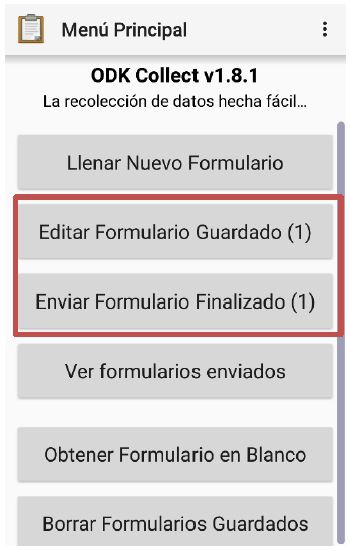 Menú Principal
ODK Collect v1.8.1
La recolección de datos hecha fácil...
Llenar Nuevo Formulario
Editar Formulario Guardado (1)
Enviar Formulario Finalizado (1)
Ver formularios enviados
Obtener Formulario en Blanco
Borrar Formularios Guardados